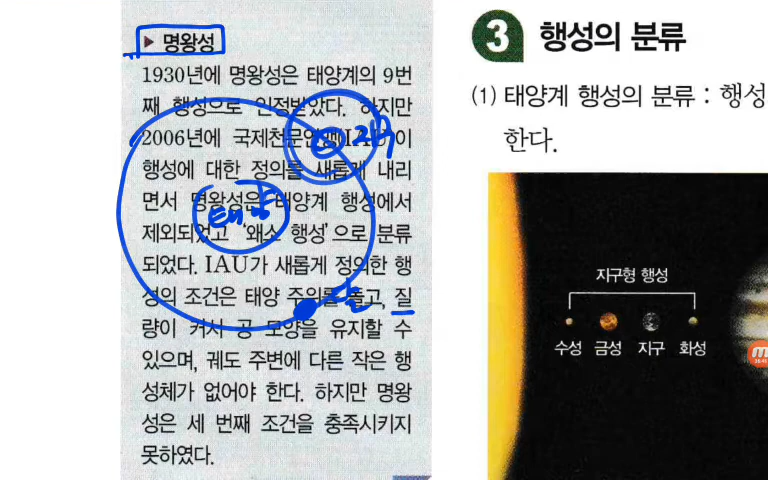 ▶ 명왕성
1930년에 명왕성은 태양계의 9번
째 행성으로 인정받았다. 하지만
2006년에 국제천문연맹(IAU)이
행성에 대한 정의를 새롭게 내리
면서 명왕성은 태양계 행성에서
제외되었고 '왜소 행성'으로 분류
되었다. IAU가 새롭게 정의한 행
성의 조건은 태양 주위를 돌고, 질
량이 커서 공 모양을 유지할 수
있으며, 궤도 주변에 다른 작은 행
성체가 없어야 한다. 하지만 명왕
성은 세 번째 조건을 충족시키지
못하였다.
태양
3 행성의 분류
(1) 태양계 행성의 분류 : 행성
한다.
지구형 행성
수성 금성 지구 화성